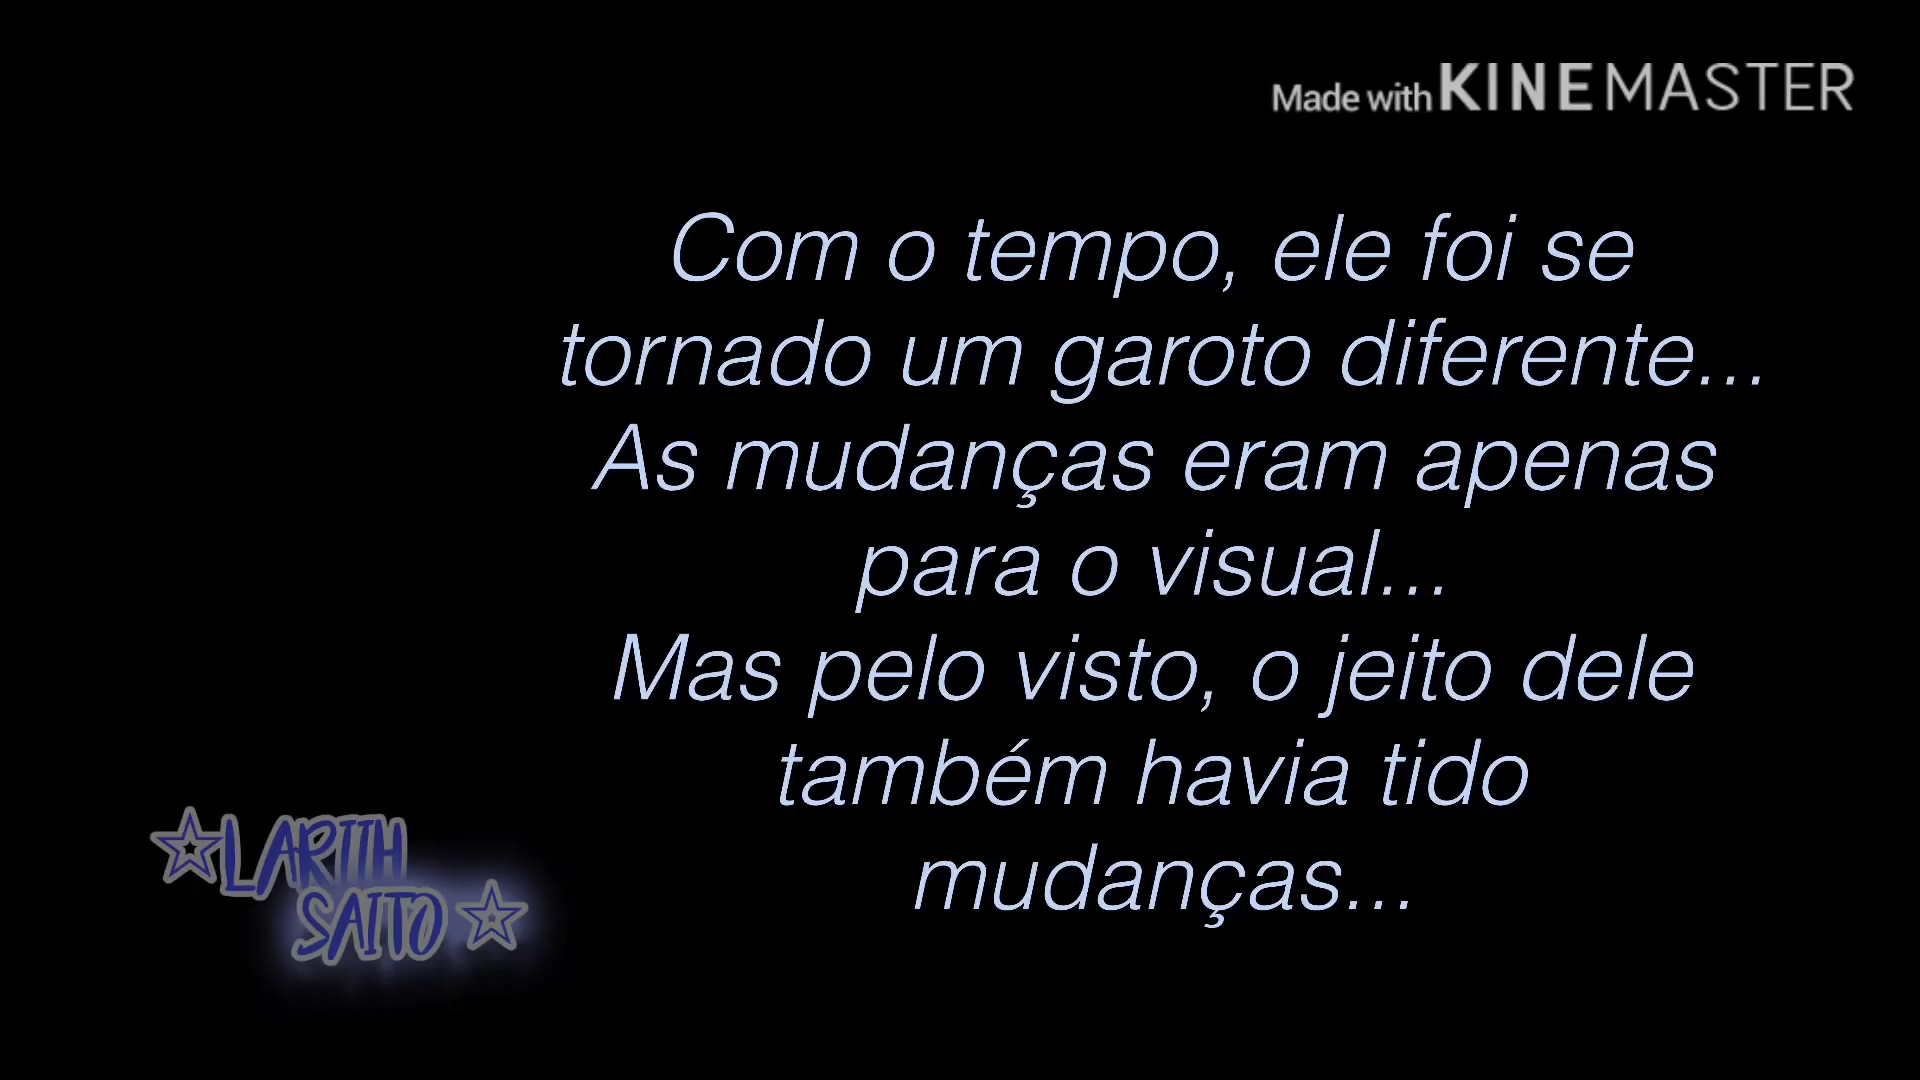 Made with KINEMASTER
Com o tempo, ele foi se
tornado um garoto diferente...
As mudanças eram apenas
para o visual...
Mas pelo visto, o jeito dele
também havia tido
mudanças...
☆LARITH
SAITO☆